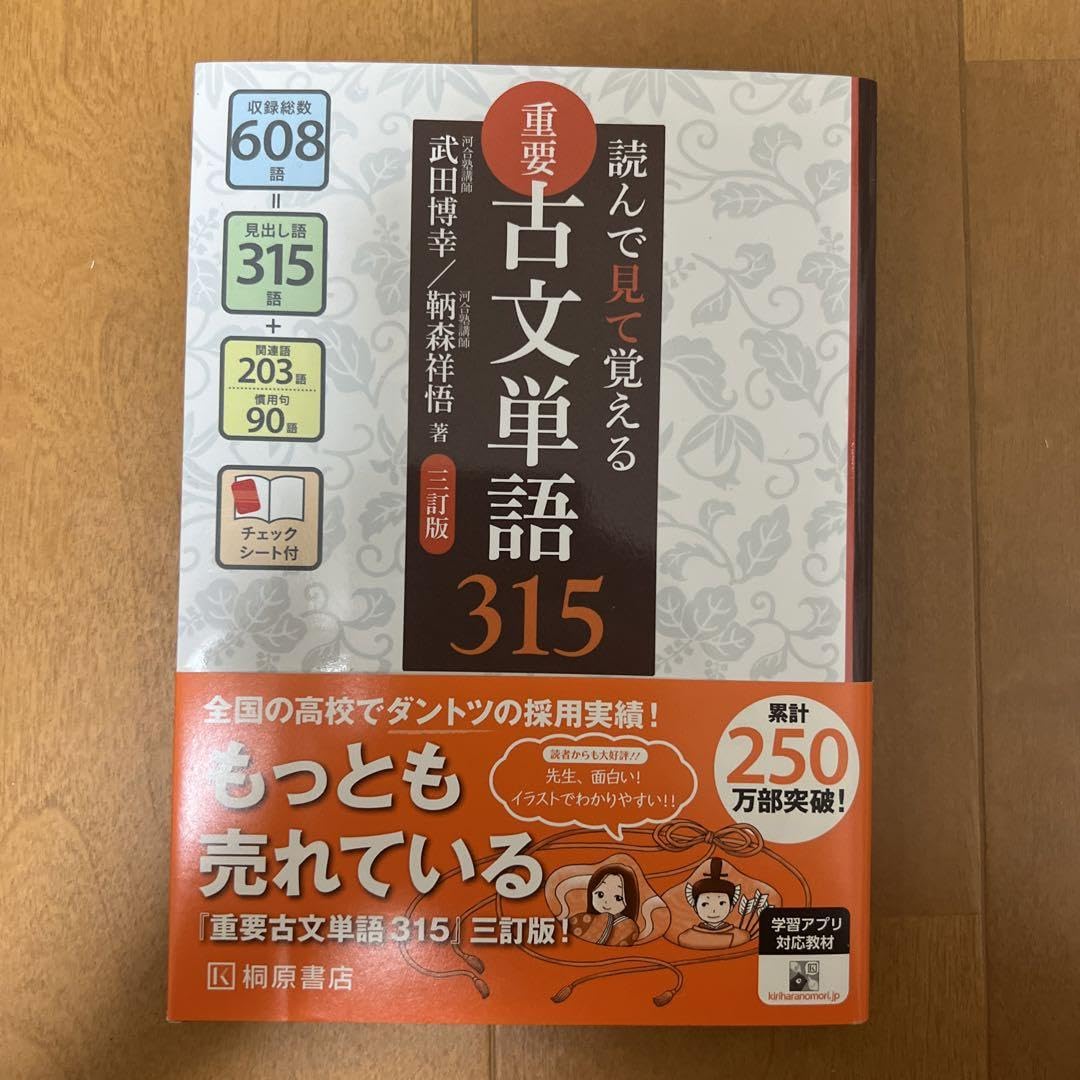 収録総数
608
語
=
見出し語
315
語
+
関連語
203語
慣用句
90語
チェック
シート付
読んで見て覚える
重要
古文単語
315
河合塾講師
武田博幸／
河合塾講師
鞆森祥悟 著
三訂版
全国の高校でダントツの採用実績！
もっとも
売れている
『重要古文単語 315』三訂版！
読者からも大好評!!
先生、面白い！
イラストでわかりやすい!!
累計
250
万部突破！
学習アプリ
対応教材
kiriharanomori.jp
K 桐原書店